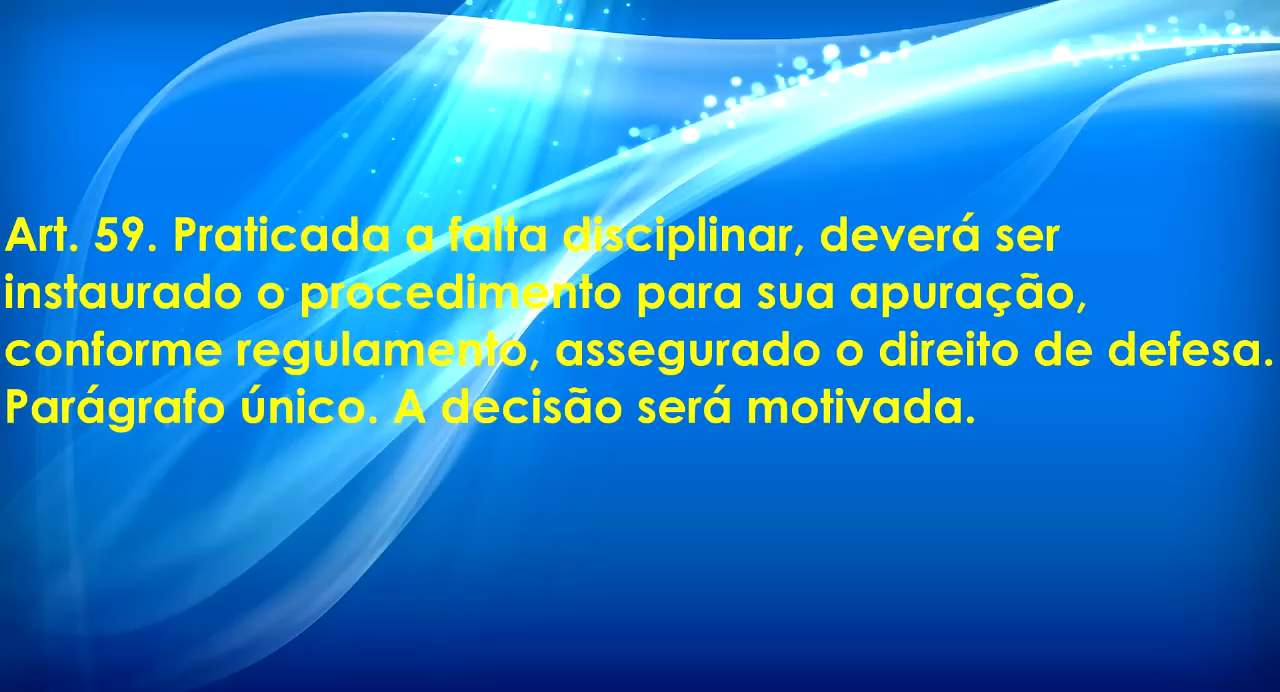 Art. 59. Praticada a falta disciplinar, deverá ser
instaurado o procedimento para sua apuração,
conforme regulamento, assegurado o direito de defesa.
Parágrafo único. A decisão será motivada.